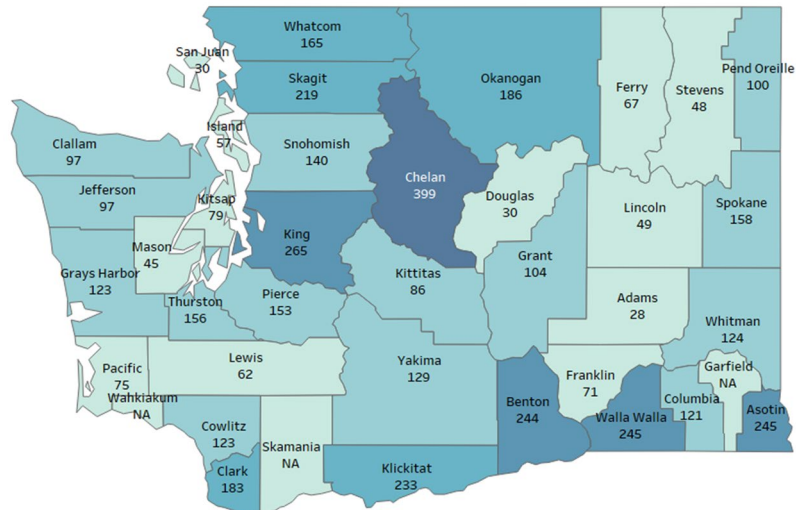 Whatcom
165
San Juan
30
Skagit
219
Okanogan
186
Ferry
67
Stevens
48
Pend Oreille
100
Island
57
Clallam
97
Snohomish
140
Chelan
399
Jefferson
97
Kitsap
79
Douglas
30
Lincoln
49
Spokane
158
King
265
Mason
45
Grays Harbor
123
Kittitas
86
Grant
104
Thurston
156
Pierce
153
Adams
28
Whitman
124
Pacific
75
Lewis
62
Yakima
129
Wahkiakum
NA
Benton
244
Franklin
71
Garfield
NA
Columbia
121
Walla Walla
245
Asotin
245
Cowlitz
123
Skamania
NA
Clark
183
Klickitat
233